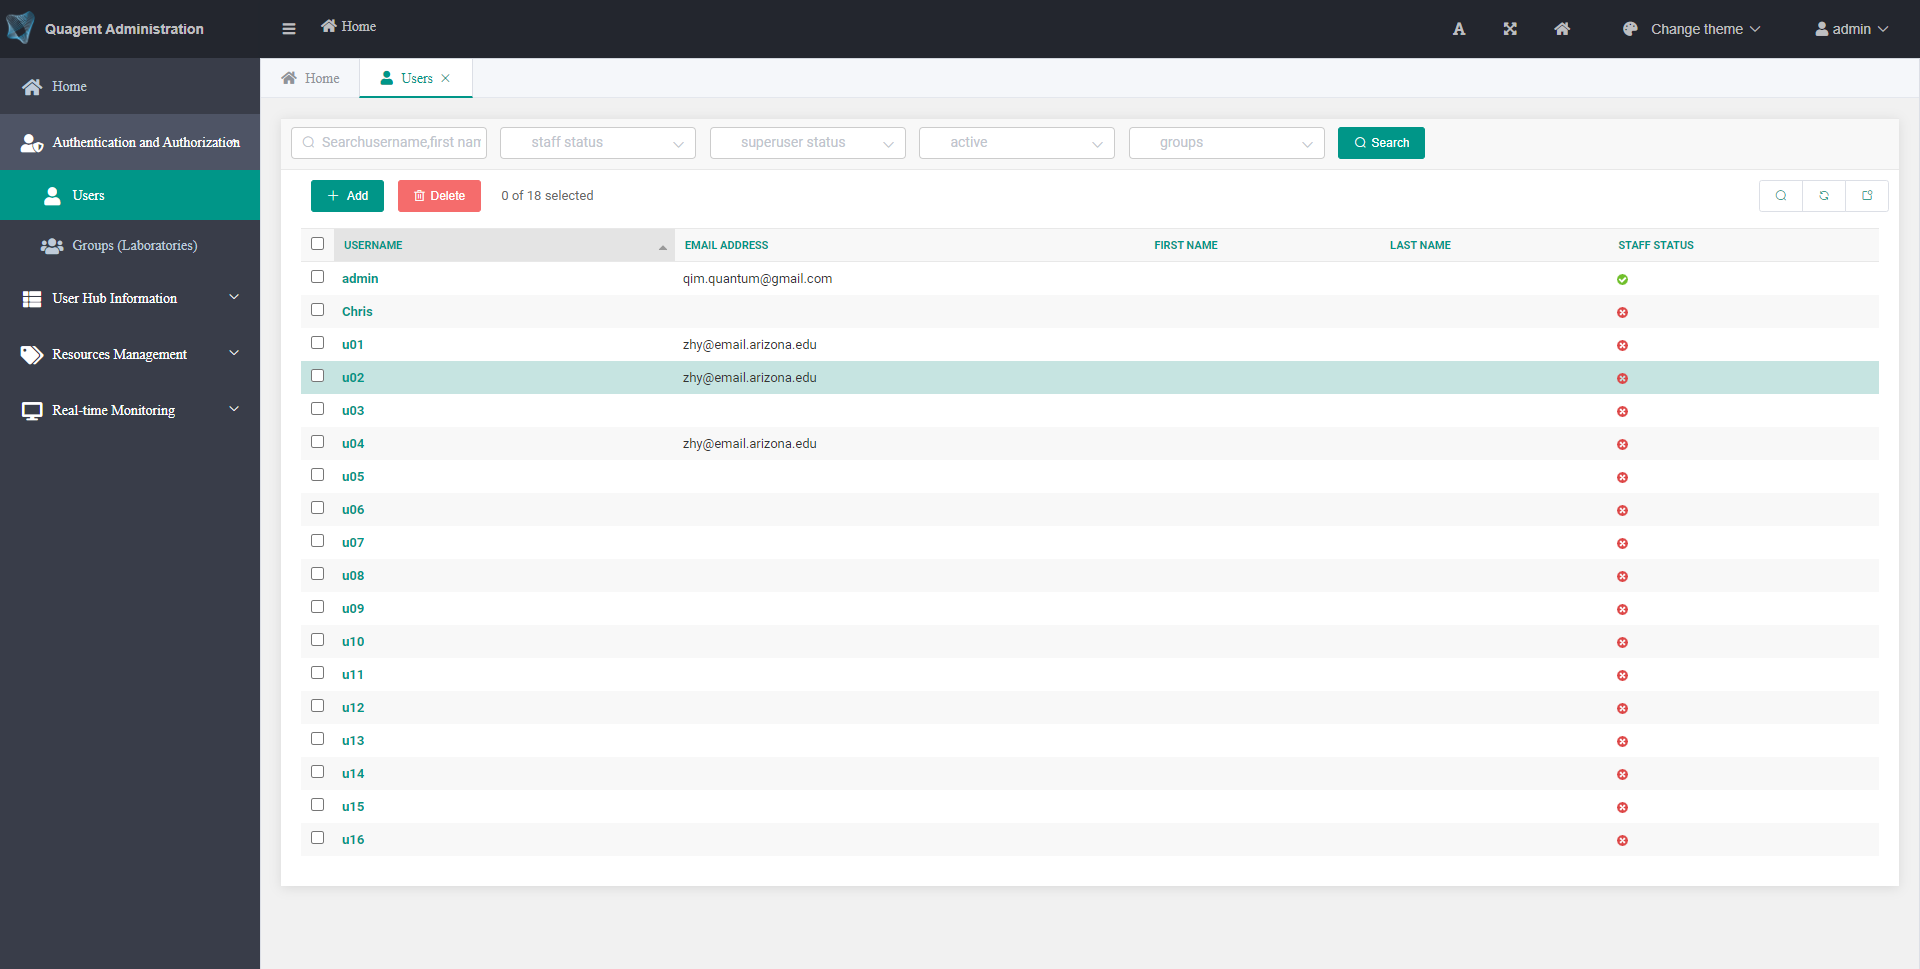 Quagent Administration
Home
Change theme
admin
Home
Authentication and Authorization
Users
Groups (Laboratories)
User Hub Information
Resources Management
Real-time Monitoring
Home
Users
Searchusername,first nam
staff status
superuser status
active
groups
Search
Add
Delete
0 of 18 selected
USERNAME EMAIL ADDRESS FIRST NAME LAST NAME STAFF STATUS
admin qim.quantum@gmail.com
Chris
u01 zhy@email.arizona.edu
u02 zhy@email.arizona.edu
u03
u04 zhy@email.arizona.edu
u05
u06
u07
u08
u09
u10
u11
u12
u13
u14
u15
u16